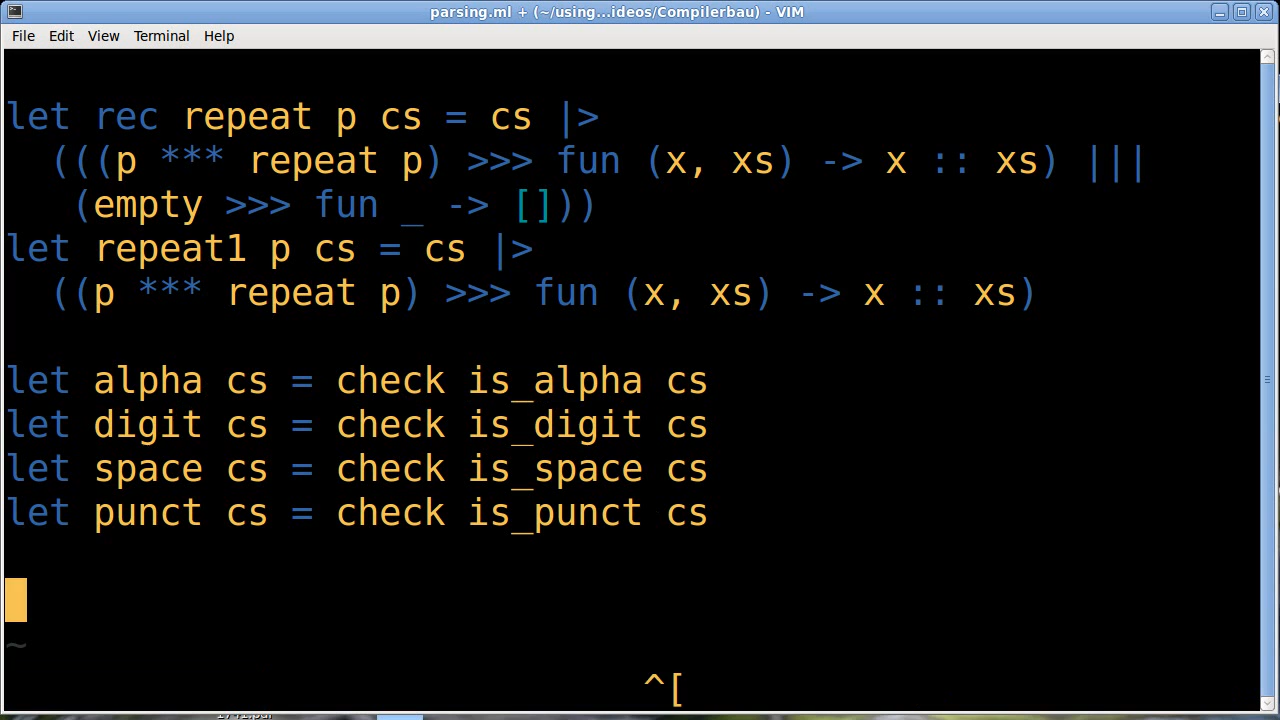 parsing.ml + (~/using...ideos/Compilerbau) - VIM
File Edit View Terminal Help
let rec repeat p cs = cs |>
  (((p *** repeat p) >>> fun (x, xs) -> x :: xs) |||
   (empty >>> fun _ -> []))
let repeat1 p cs = cs |>
  ((p *** repeat p) >>> fun (x, xs) -> x :: xs)
let alpha cs = check is_alpha cs
let digit cs = check is_digit cs
let space cs = check is_space cs
let punct cs = check is_punct cs
~
^[